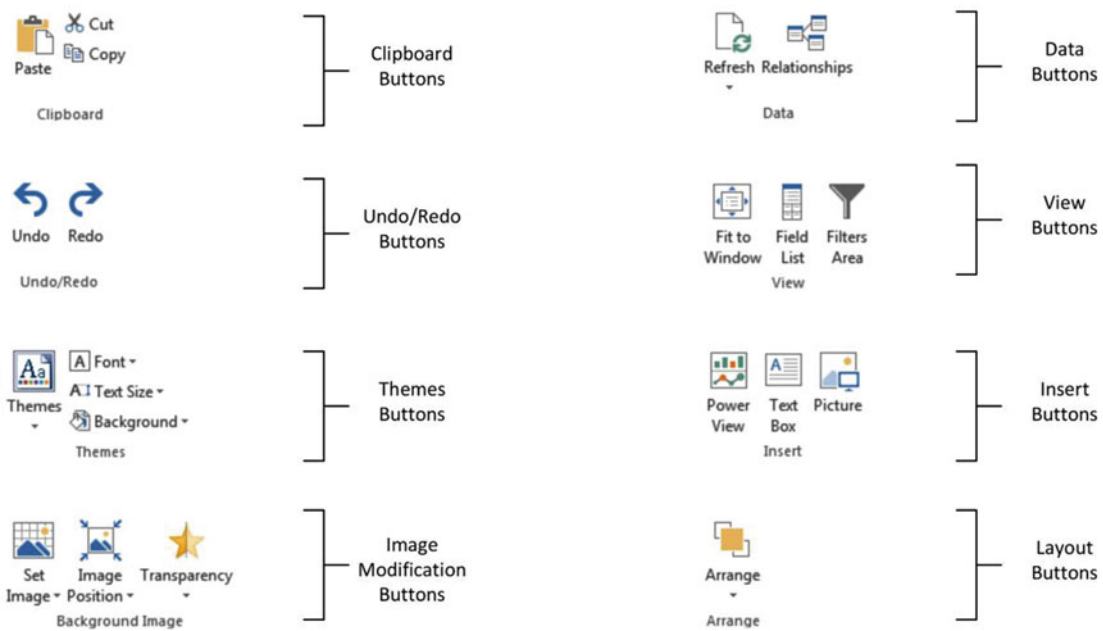 Cut
Copy
Paste
Clipboard
Clipboard
Buttons
Refresh Relationships
Data
Data
Buttons
Undo Redo
Undo/Redo
Undo/Redo
Buttons
Fit to Window
Field List
Filters Area
View
View
Buttons
Aa
Themes
A Font
A Text Size
Background
Themes
Themes
Buttons
A
Power View
Text Box
Picture
Insert
Insert
Buttons
Set Image
Image Position
Transparency
Background Image
Image
Modification
Buttons
Arrange
Arrange
Layout
Buttons